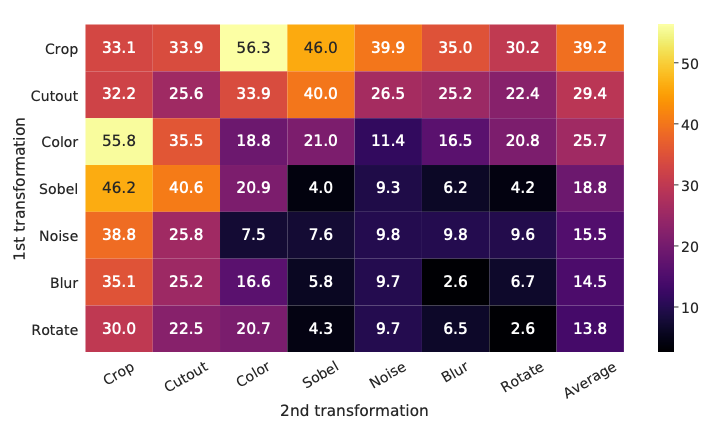 1st transformation
Crop 33.1 33.9 56.3 46.0 39.9 35.0 30.2 39.2
Cutout 32.2 25.6 33.9 40.0 26.5 25.2 22.4 29.4
Color 55.8 35.5 18.8 21.0 11.4 16.5 20.8 25.7
Sobel 46.2 40.6 20.9 4.0 9.3 6.2 4.2 18.8
Noise 38.8 25.8 7.5 7.6 9.8 9.8 9.6 15.5
Blur 35.1 25.2 16.6 5.8 9.7 2.6 6.7 14.5
Rotate 30.0 22.5 20.7 4.3 9.7 6.5 2.6 13.8
Crop Cutout Color Sobel Noise Blur Rotate Average
2nd transformation
50
40
30
20
10